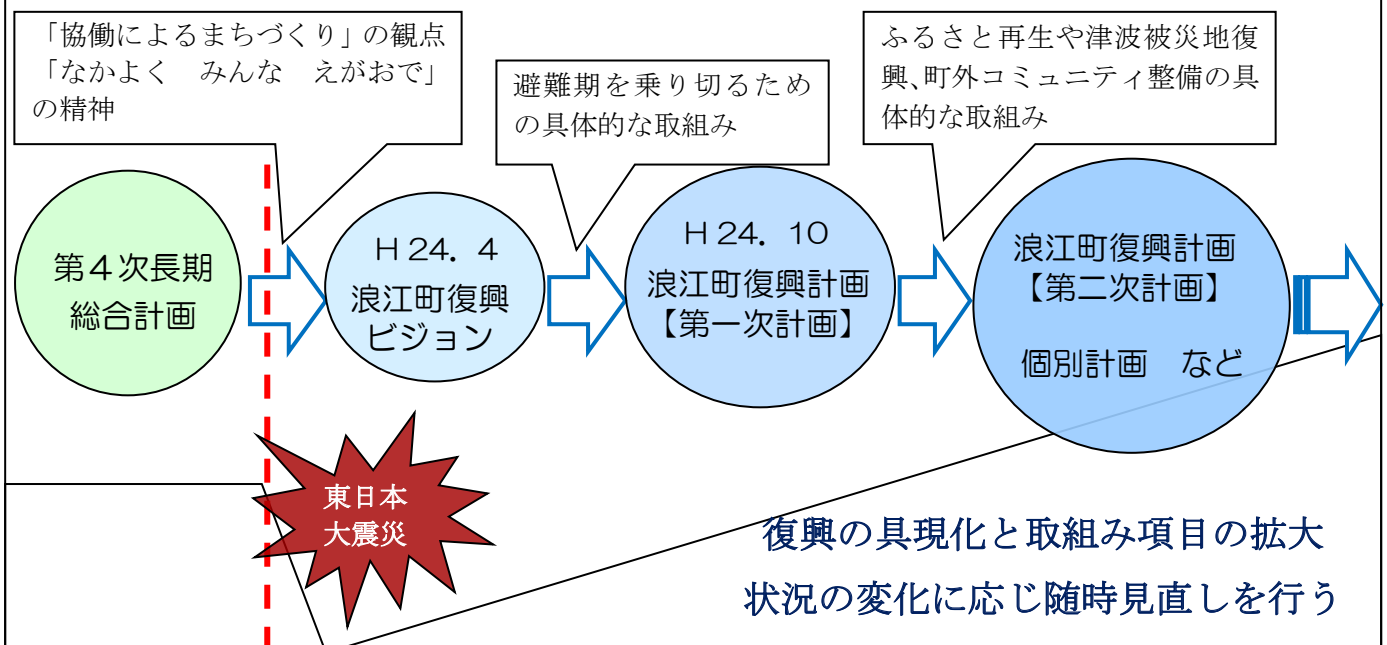 「協働によるまちづくり」の観点
「なかよく　みんな　えがおで」
の精神
避難期を乗り切るため
の具体的な取組み
ふるさと再生や津波被災地復
興、町外コミュニティ整備の具
体的な取組み
第４次長期
総合計画
Ｈ24．４
浪江町復興
ビジョン
Ｈ24．10
浪江町復興計画
【第一次計画】
浪江町復興計画
【第二次計画】
個別計画　など
東日本
大震災
復興の具現化と取組み項目の拡大
状況の変化に応じ随時見直しを行う